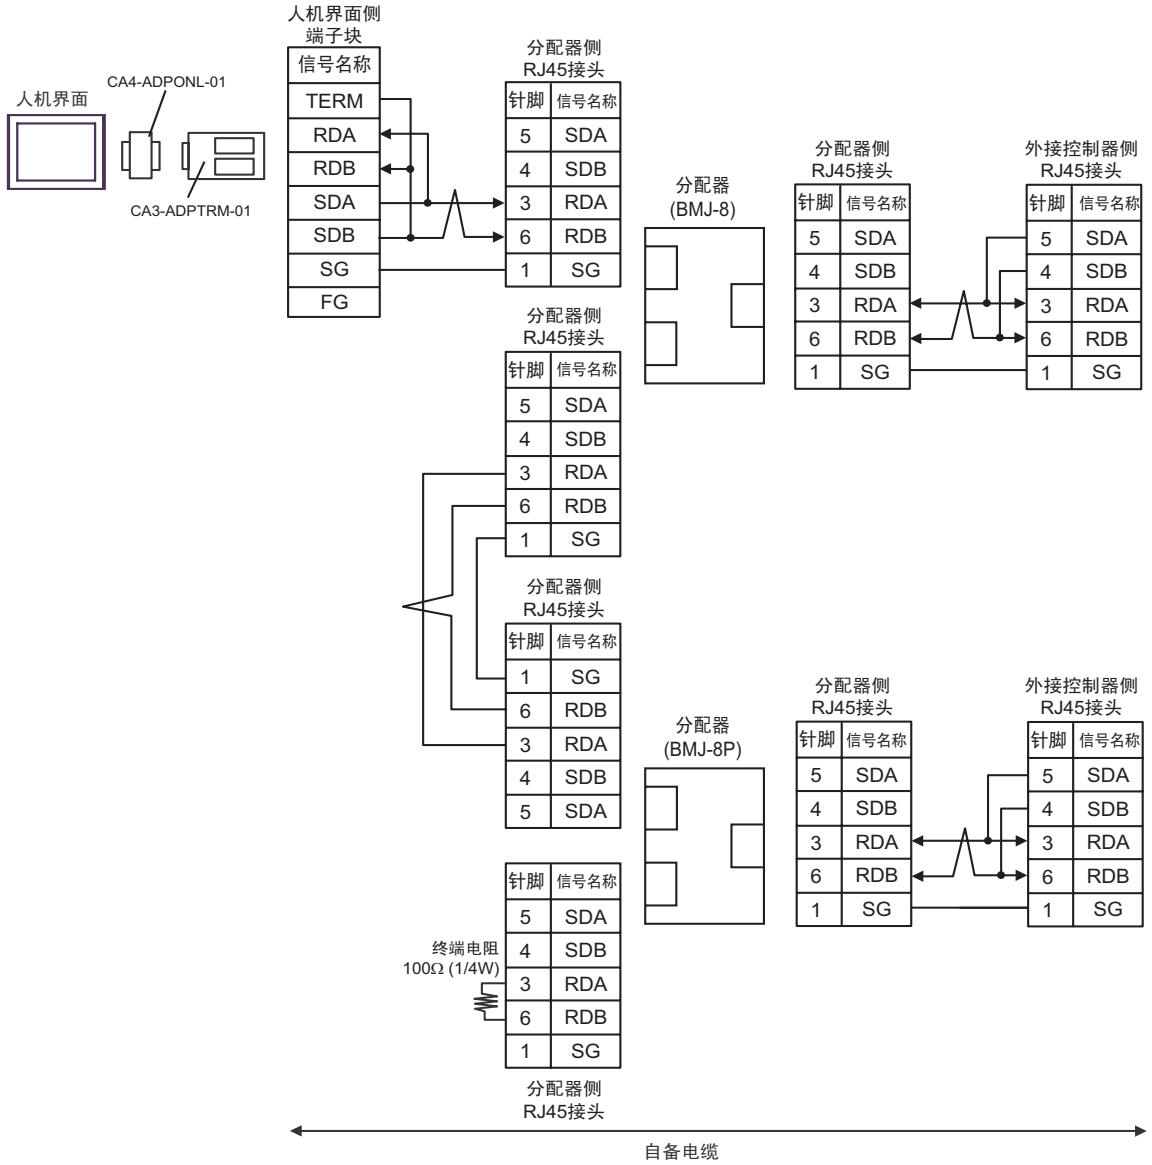 人机界面
CA4-ADPONL-01
CA3-ADPTRM-01
人机界面侧
端子块
信号名称
TERM
RDA
RDB
SDA
SDB
SG
FG
分配器侧
RJ45接头
针脚 信号名称
5 SDA
4 SDB
3 RDA
6 RDB
1 SG
分配器
(BMJ-8)
分配器侧
RJ45接头
针脚 信号名称
5 SDA
4 SDB
3 RDA
6 RDB
1 SG
外接控制器侧
RJ45接头
针脚 信号名称
5 SDA
4 SDB
3 RDA
6 RDB
1 SG
分配器侧
RJ45接头
针脚 信号名称
5 SDA
4 SDB
3 RDA
6 RDB
1 SG
分配器侧
RJ45接头
针脚 信号名称
1 SG
6 RDB
3 RDA
4 SDB
5 SDA
分配器
(BMJ-8P)
分配器侧
RJ45接头
针脚 信号名称
5 SDA
4 SDB
3 RDA
6 RDB
1 SG
外接控制器侧
RJ45接头
针脚 信号名称
5 SDA
4 SDB
3 RDA
6 RDB
1 SG
终端电阻
100Ω (1/4W)
针脚 信号名称
5 SDA
4 SDB
3 RDA
6 RDB
1 SG
分配器侧
RJ45接头
自备电缆